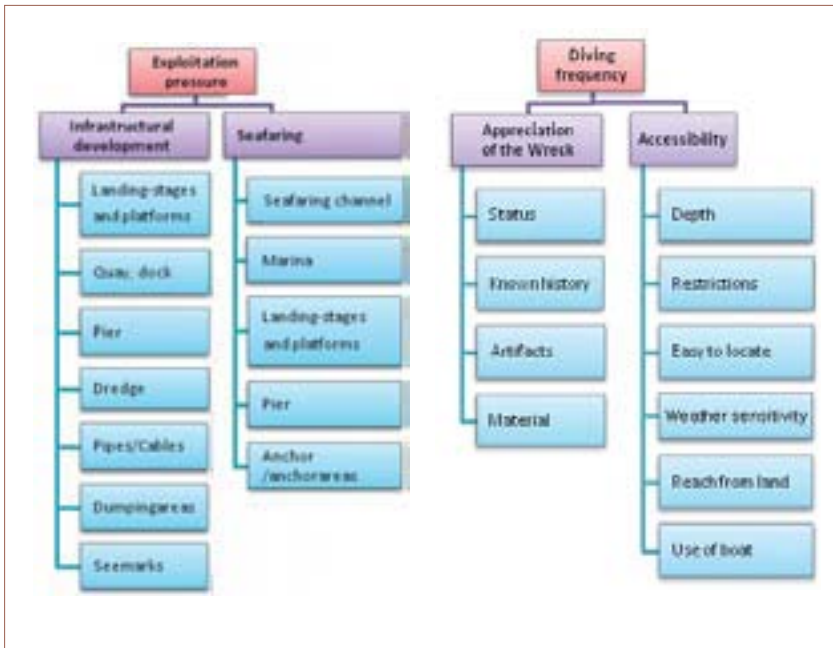 Exploitation
pressure
Infrastructural
development
Landing-stages
and platforms
Quay, dock
Pier
Dredge
Pipes/Cables
Dumpingareas
Seemarks
Seafaring
Seafaring channel
Marina
Landing-stages
and platforms
Pier
Anchor
/anchorareas
Diving
frequency
Appreciation
of the Wreck
Status
Known history
Artifacts
Material
Accessibility
Depth
Restrictions
Easy to locate
Weather sensitivity
Reach from land
Use of boat